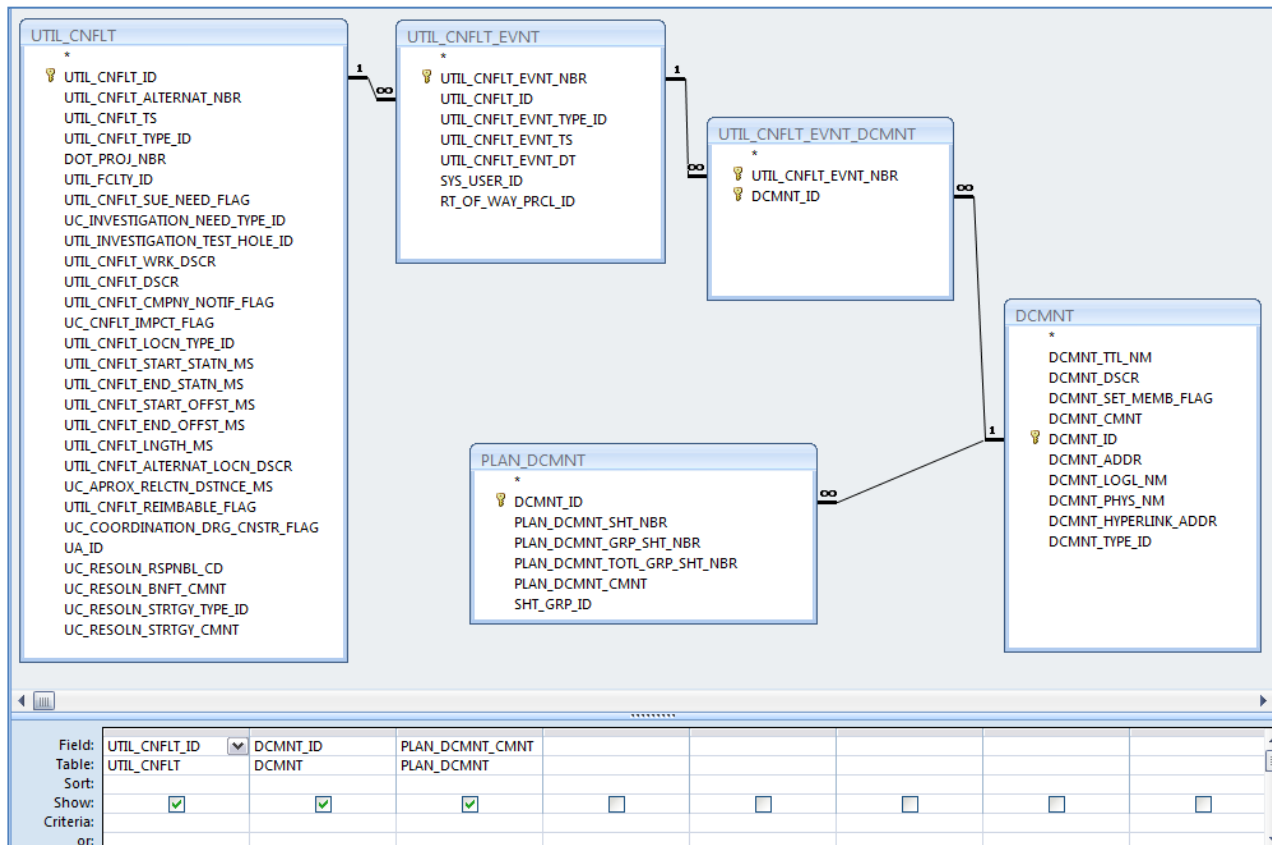 UTIL_CNFLT
*
UTIL_CNFLT_ID
UTIL_CNFLT_ALTERNAT_NBR
UTIL_CNFLT_TS
UTIL_CNFLT_TYPE_ID
DOT_PROJ_NBR
UTIL_FCLTY_ID
UTIL_CNFLT_SUE_NEED_FLAG
UC_INVESTIGATION_NEED_TYPE_ID
UTIL_INVESTIGATION_TEST_HOLE_ID
UTIL_CNFLT_WRK_DSCR
UTIL_CNFLT_DSCR
UTIL_CNFLT_CMPNY_NOTIF_FLAG
UC_CNFLT_IMPCT_FLAG
UTIL_CNFLT_LOCN_TYPE_ID
UTIL_CNFLT_START_STATN_MS
UTIL_CNFLT_END_STATN_MS
UTIL_CNFLT_START_OFFST_MS
UTIL_CNFLT_END_OFFST_MS
UTIL_CNFLT_LNGTH_MS
UTIL_CNFLT_ALTERNAT_LOCN_DSCR
UC_APROX_RELCTN_DSTNCE_MS
UTIL_CNFLT_REIMBABLE_FLAG
UC_COORDINATION_DRG_CNSTR_FLAG
UA_ID
UC_RESOLN_RSPNBL_CD
UC_RESOLN_BNFT_CMNT
UC_RESOLN_STRTGY_TYPE_ID
UC_RESOLN_STRTGY_CMNT
1
∞
UTIL_CNFLT_EVNT
*
UTIL_CNFLT_EVNT_NBR
UTIL_CNFLT_ID
UTIL_CNFLT_EVNT_TYPE_ID
UTIL_CNFLT_EVNT_TS
UTIL_CNFLT_EVNT_DT
SYS_USER_ID
RT_OF_WAY_PRCL_ID
1
∞
UTIL_CNFLT_EVNT_DCMNT
*
UTIL_CNFLT_EVNT_NBR
DCMNT_ID
∞
1
DCMNT
*
DCMNT_TTL_NM
DCMNT_DSCR
DCMNT_SET_MEMB_FLAG
DCMNT_CMNT
DCMNT_ID
DCMNT_ADDR
DCMNT_LOGL_NM
DCMNT_PHYS_NM
DCMNT_HYPERLINK_ADDR
DCMNT_TYPE_ID
PLAN_DCMNT
*
DCMNT_ID
PLAN_DCMNT_SHT_NBR
PLAN_DCMNT_GRP_SHT_NBR
PLAN_DCMNT_TOTL_GRP_SHT_NBR
PLAN_DCMNT_CMNT
SHT_GRP_ID
∞
Field: UTIL_CNFLT_ID DCMNT_ID PLAN_DCMNT_CMNT
Table: UTIL_CNFLT DCMNT PLAN_DCMNT
Sort:
Show:
Criteria:
or: